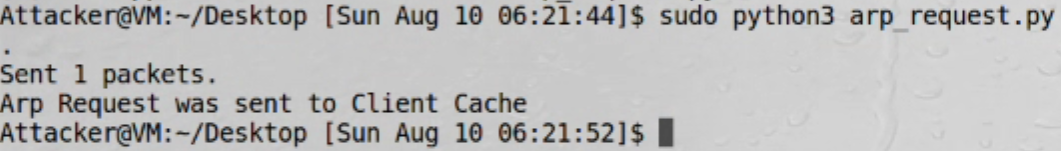 Attacker@VM:~/Desktop [Sun Aug 10 06:21:44]$ sudo python3 arp_request.py
.
Sent 1 packets.
Arp Request was sent to Client Cache
Attacker@VM:~/Desktop [Sun Aug 10 06:21:52]$